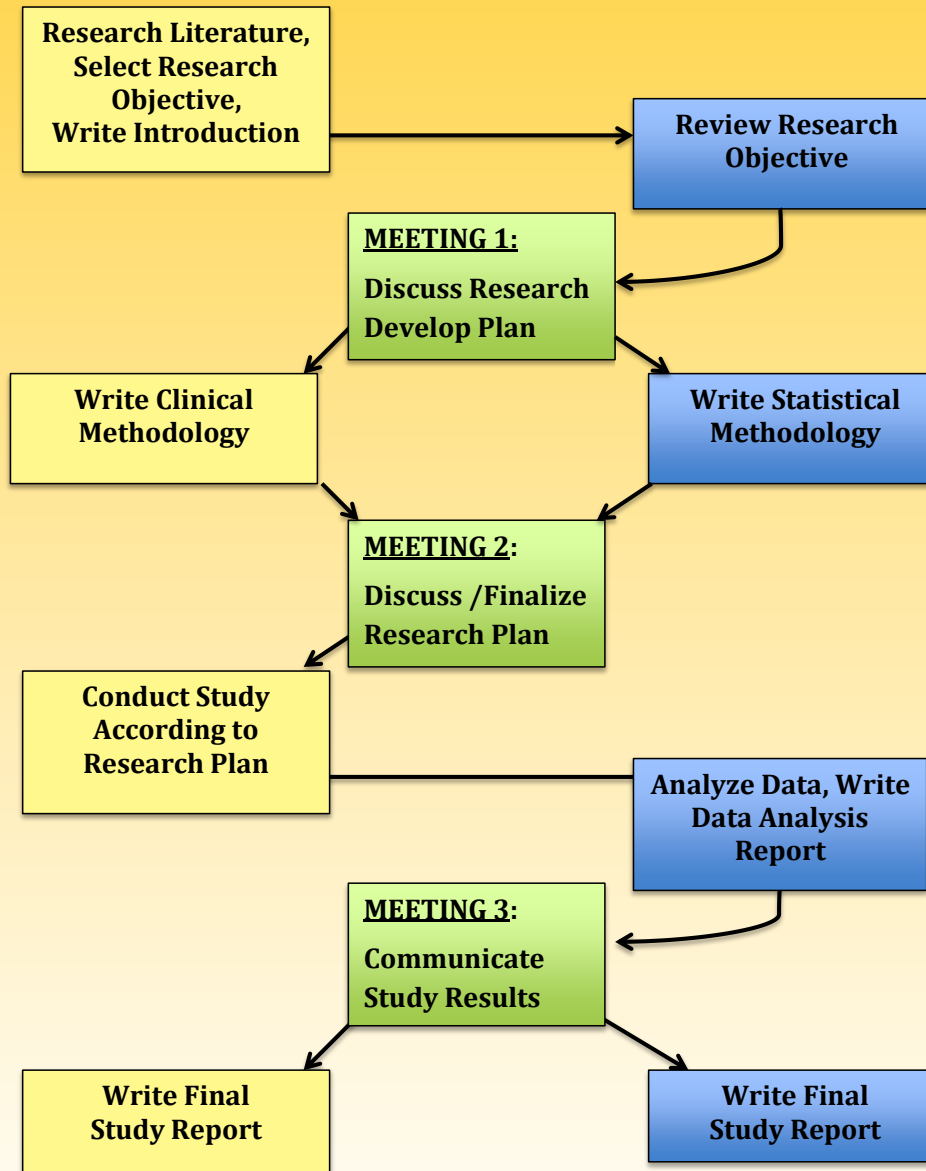 Research Literature,
Select Research
Objective,
Write Introduction
Review Research
Objective
MEETING 1:
Discuss Research
Develop Plan
Write Clinical
Methodology
Write Statistical
Methodology
MEETING 2:
Discuss /Finalize
Research Plan
Conduct Study
According to
Research Plan
Analyze Data, Write
Data Analysis
Report
MEETING 3:
Communicate
Study Results
Write Final
Study Report
Write Final
Study Report